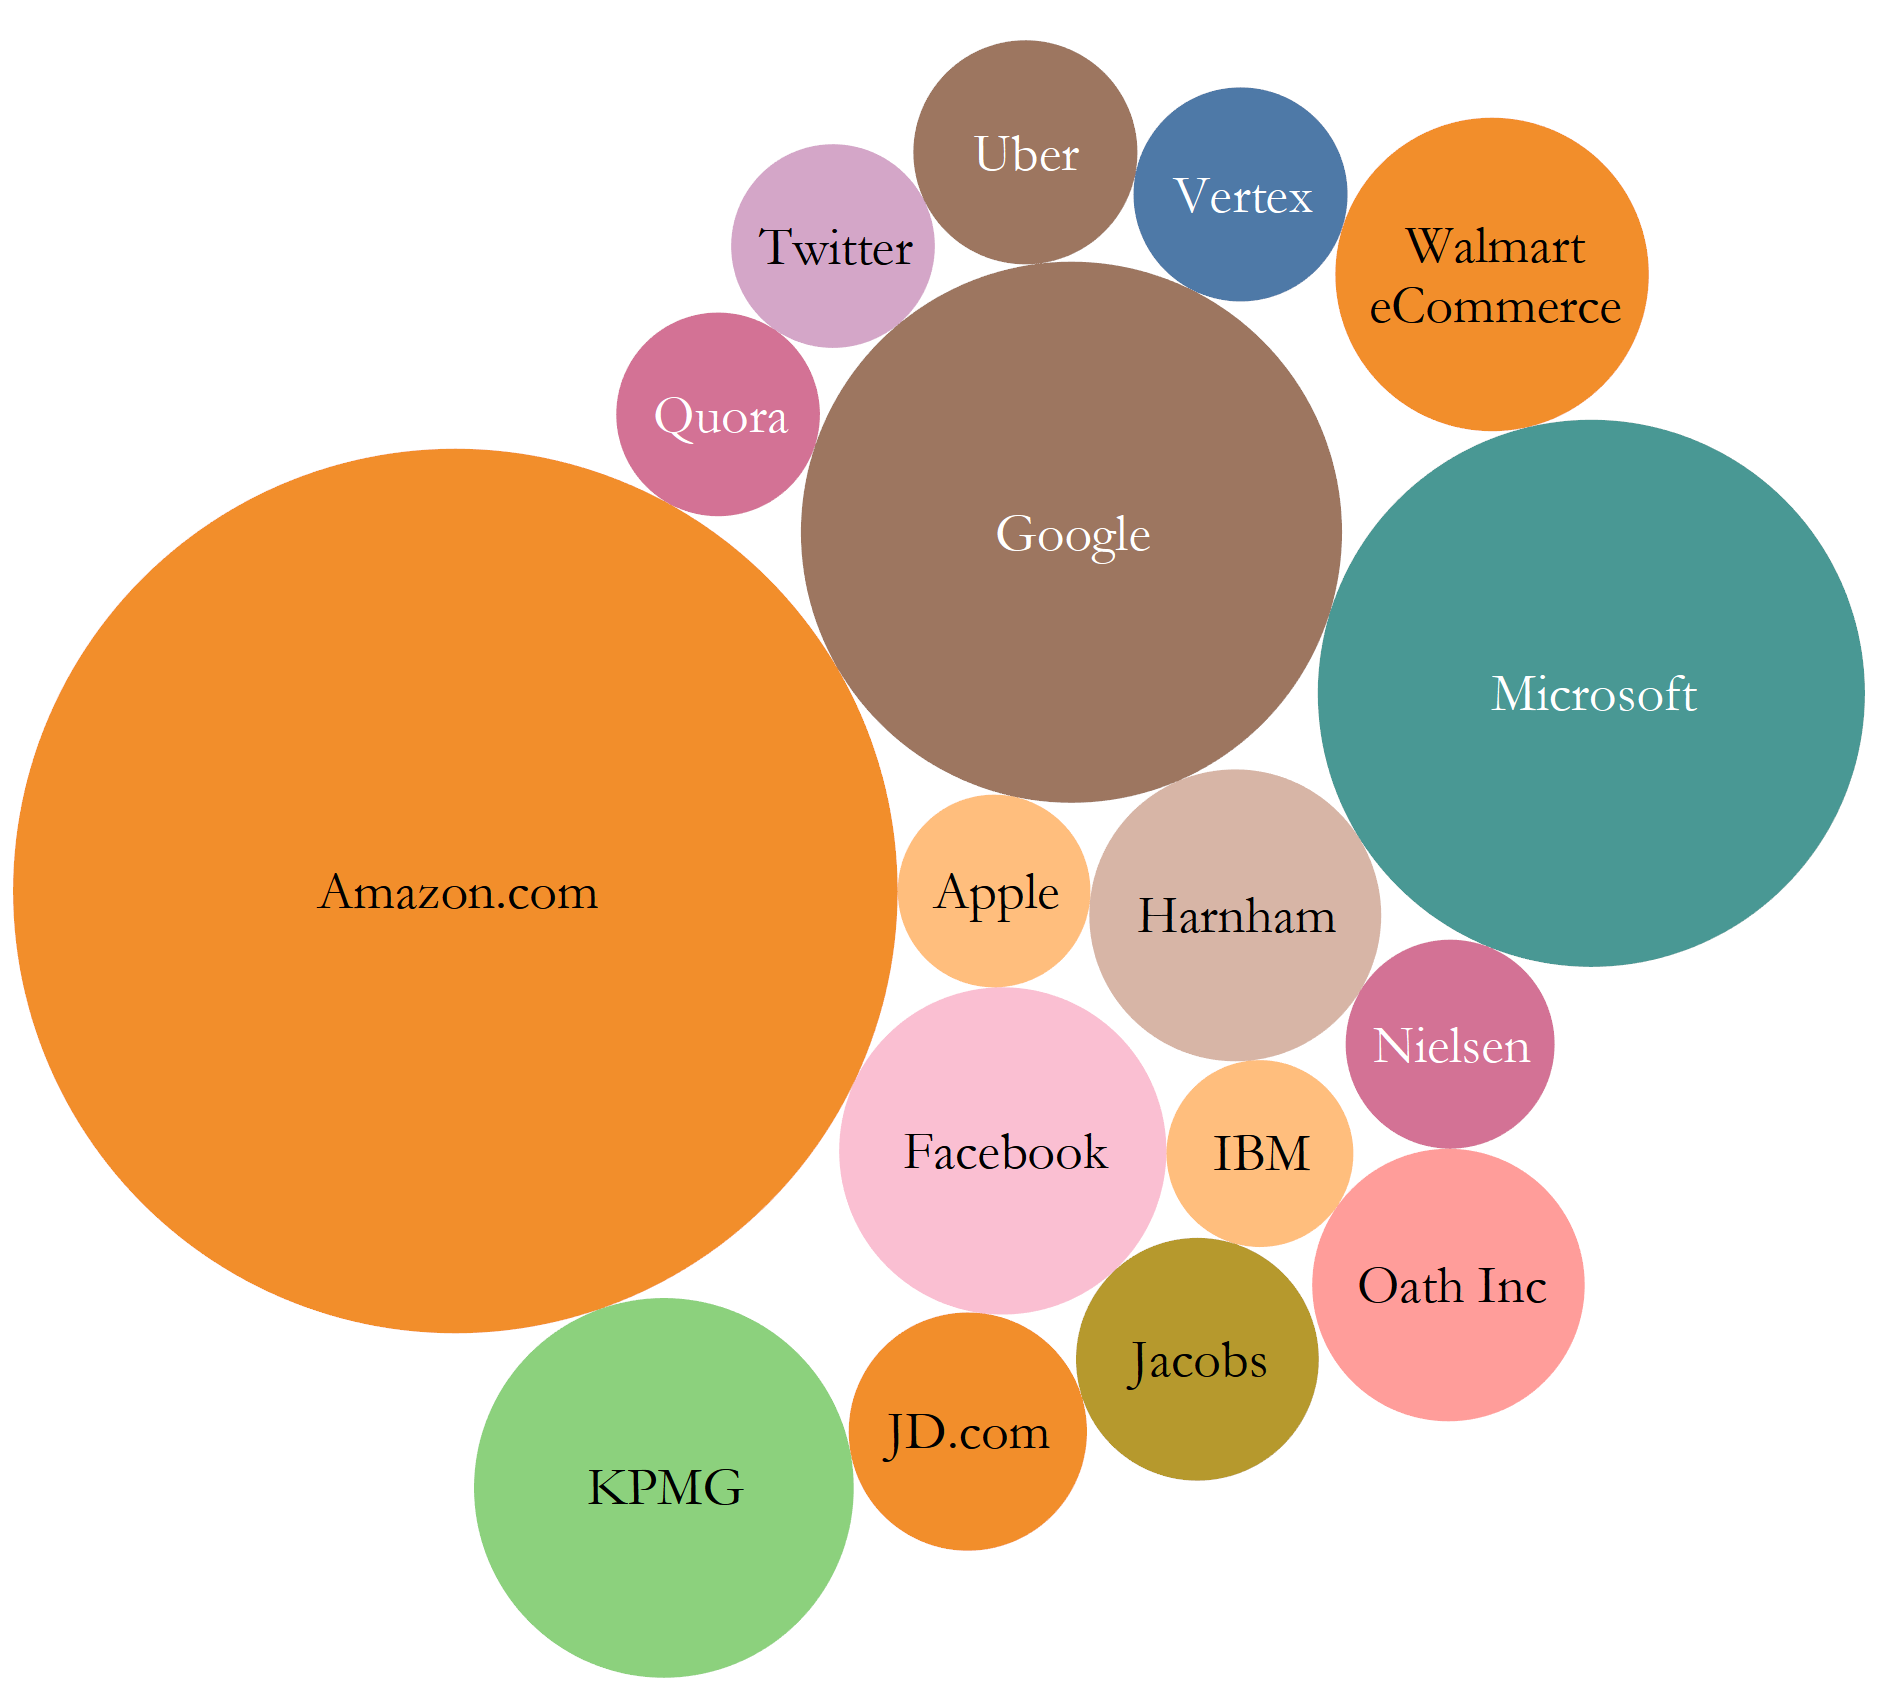 Uber
Vertex
Twitter
Walmart
eCommerce
Quora
Google
Microsoft
Amazon.com
Apple
Harnham
Nielsen
Facebook
IBM
Oath Inc
Jacobs
JD.com
KPMG